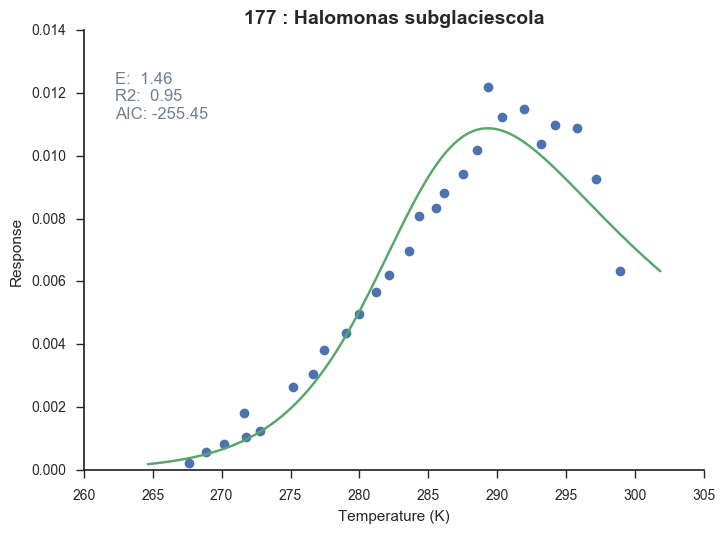 177 : Halomonas subglaciescola
E:  1.46
R2:  0.95
AIC: -255.45
Response
0.014
0.012
0.010
0.008
0.006
0.004
0.002
0.000
260 265 270 275 280 285 290 295 300 305
Temperature (K)